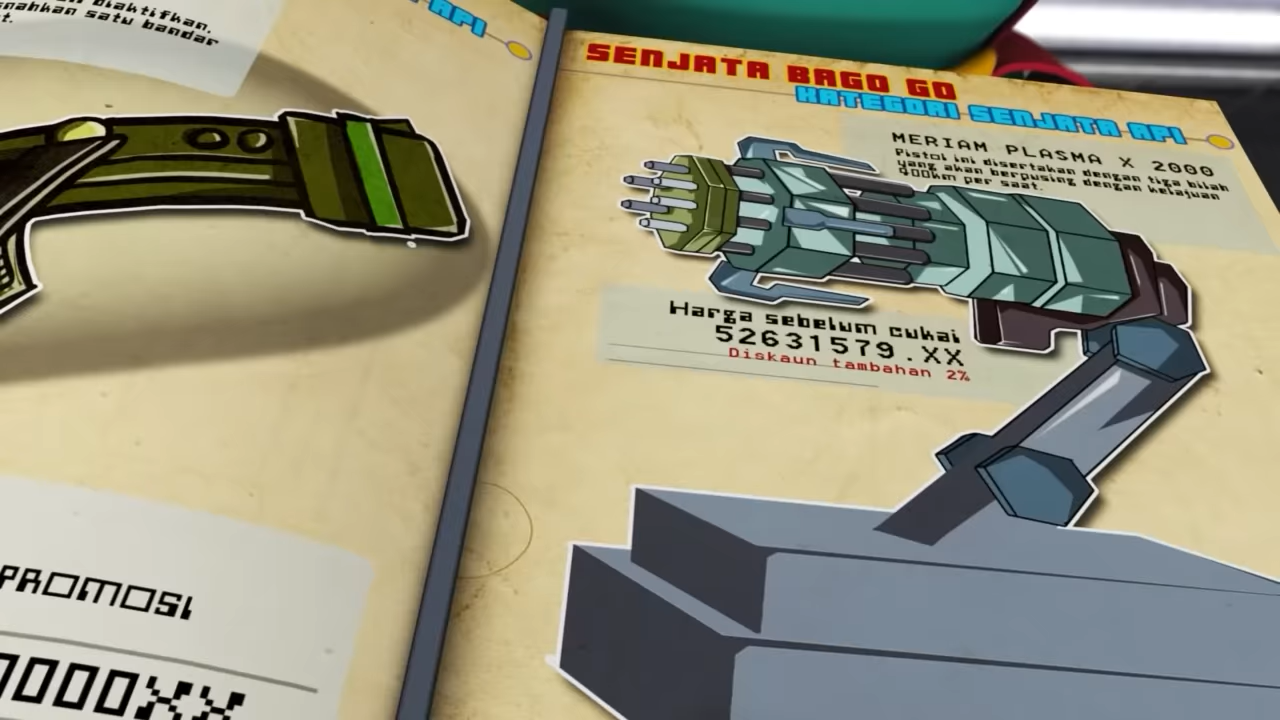 diaktifkan,
satu bandar
API
PROMOSI
000XX
SENJATA BAGO GO
KATEGORI SENJATA API
MERIAM PLASMA X 2000
Pistol ini disertakan dengan tiga bilah
yang akan berpusing dengan kelajuan
400km per saat.
Harga sebelum cukai
52631579.XX
Diskaun tambahan 2%